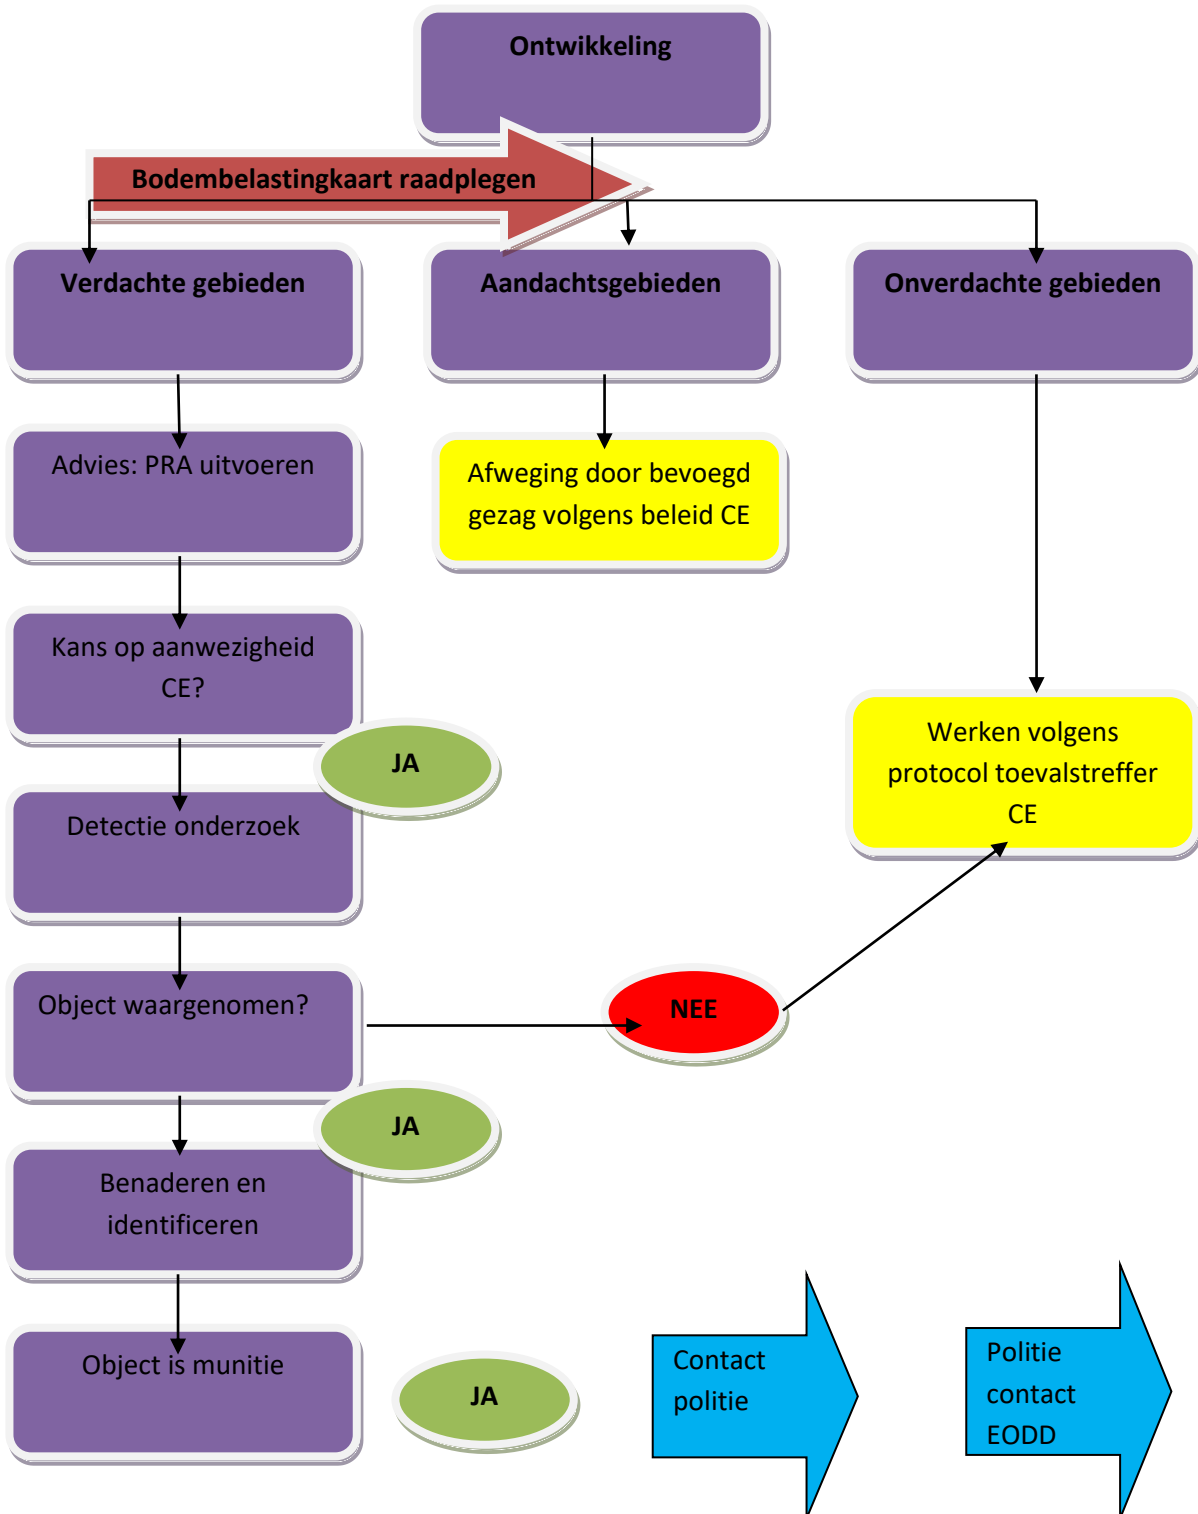 Ontwikkeling
Bodembelastingkaart raadplegen
Verdachte gebieden
Aandachtsgebieden
Onverdachte gebieden
Advies: PRA uitvoeren
Afweging door bevoegd
gezag volgens beleid CE
Kans op aanwezigheid
CE?
JA
Werken volgens
protocol toevalstreffer
CE
Detectie onderzoek
Object waargenomen?
NEE
JA
Benaderen en
identificeren
Object is munitie
JA
Contact
politie
Politie
contact
EODD